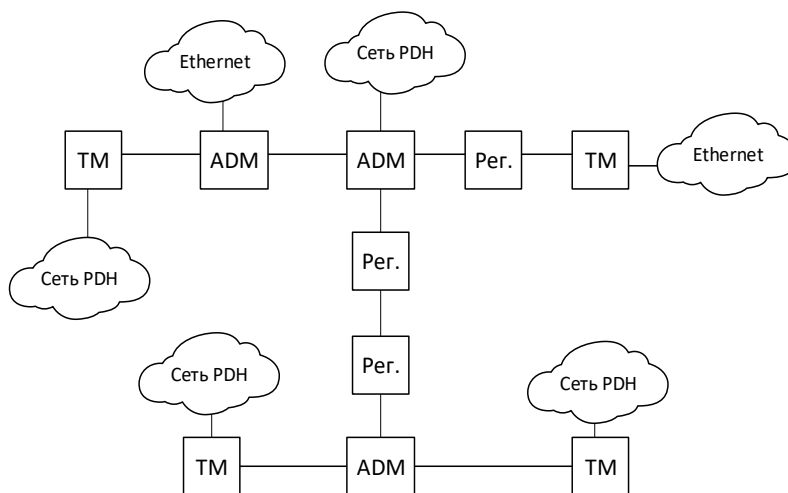 Ethernet
Сеть PDH
TM
ADM
ADM
Рег.
TM
Ethernet
Сеть PDH
Рег.
Рег.
Сеть PDH
Сеть PDH
TM
ADM
TM